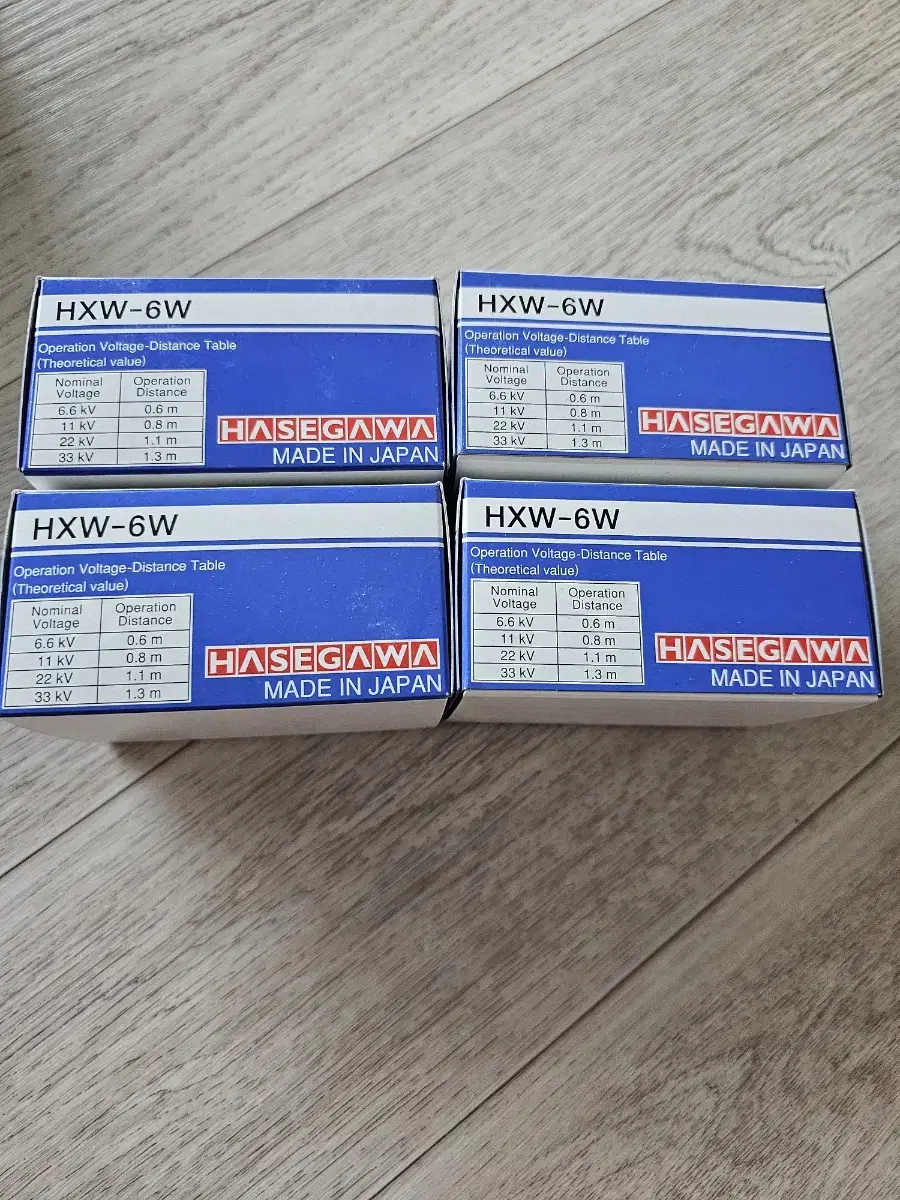 HXW-6W
Operation Voltage-Distance Table
(Theoretical value)
Nominal Voltage Operation Distance
6.6 kV 0.6 m
11 kV 0.8 m
22 kV 1.1 m
33 kV 1.3 m
HASEGAWA
MADE IN JAPAN
HXW-6W
Operation Voltage-Distance Table
(Theoretical value)
Nominal Voltage Operation Distance
6.6 kV 0.6 m
11 kV 0.8 m
22 kV 1.1 m
33 kV 1.3 m
HASEGAWA
MADE IN JAPAN
HXW-6W
Operation Voltage-Distance Table
(Theoretical value)
Nominal Voltage Operation Distance
6.6 kV 0.6 m
11 kV 0.8 m
22 kV 1.1 m
33 kV 1.3 m
HASEGAWA
MADE IN JAPAN
HXW-6W
Operation Voltage-Distance Table
(Theoretical value)
Nominal Voltage Operation Distance
6.6 kV 0.6 m
11 kV 0.8 m
22 kV 1.1 m
33 kV 1.3 m
HASEGAWA
MADE IN JAPAN